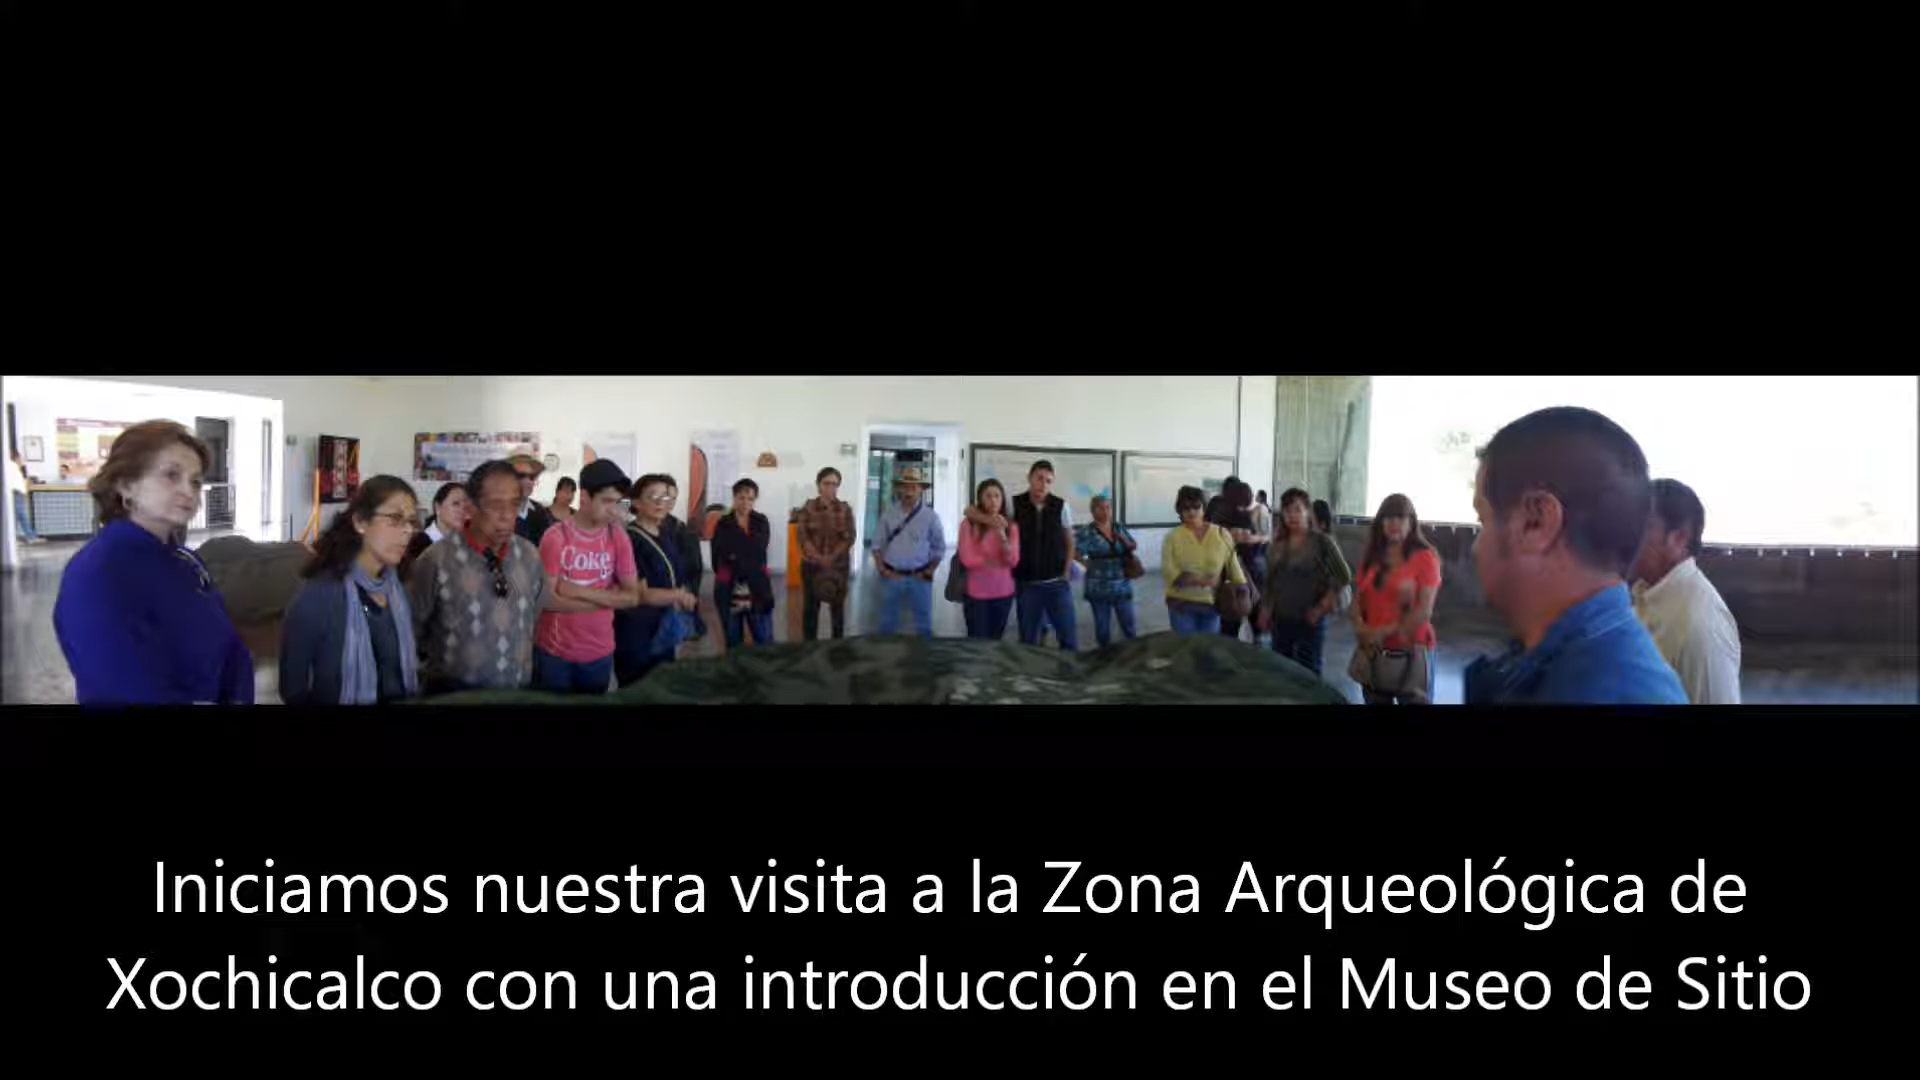 Coke
Iniciamos nuestra visita a la Zona Arqueológica de
Xochicalco con una introducción en el Museo de Sitio